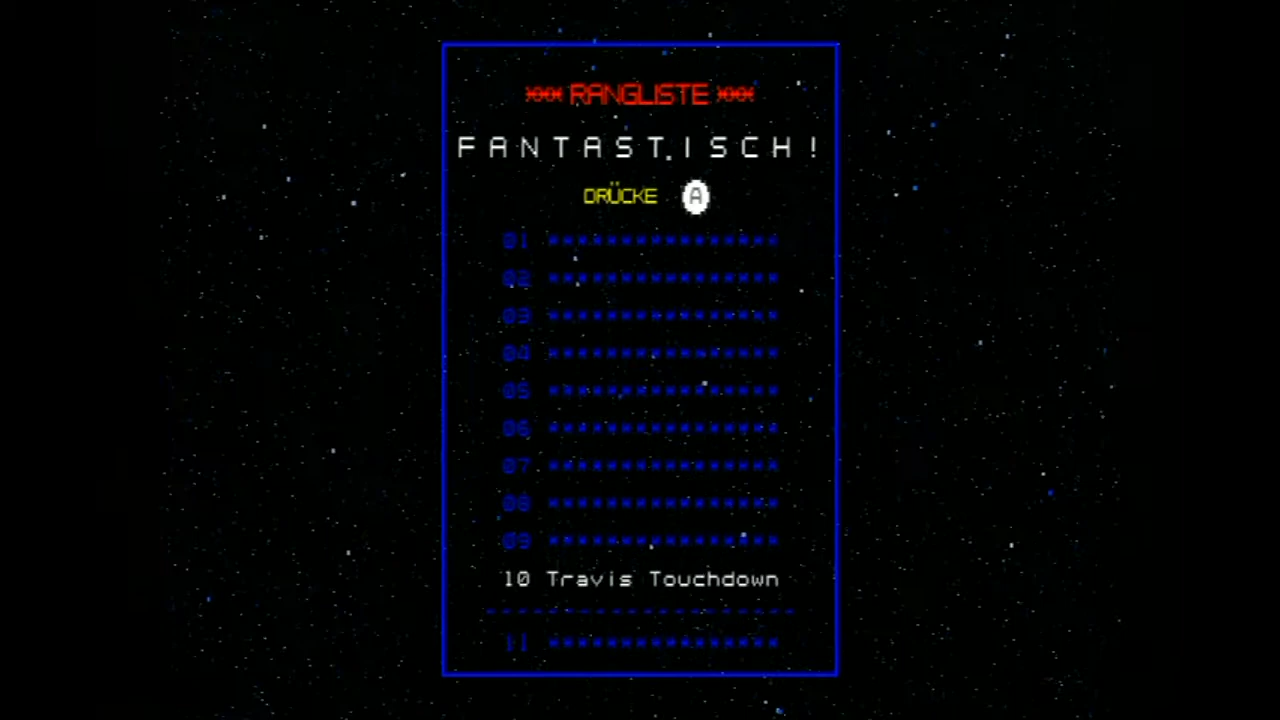 »»» RANGLISTE »»»
FANTASTISCH!
DRÜCKE A
01 ****************
02 ****************
03 ****************
04 ****************
05 ****************
06 ****************
07 ****************
08 ****************
09 ****************
10 Travis Touchdown
--------------------
11 ****************